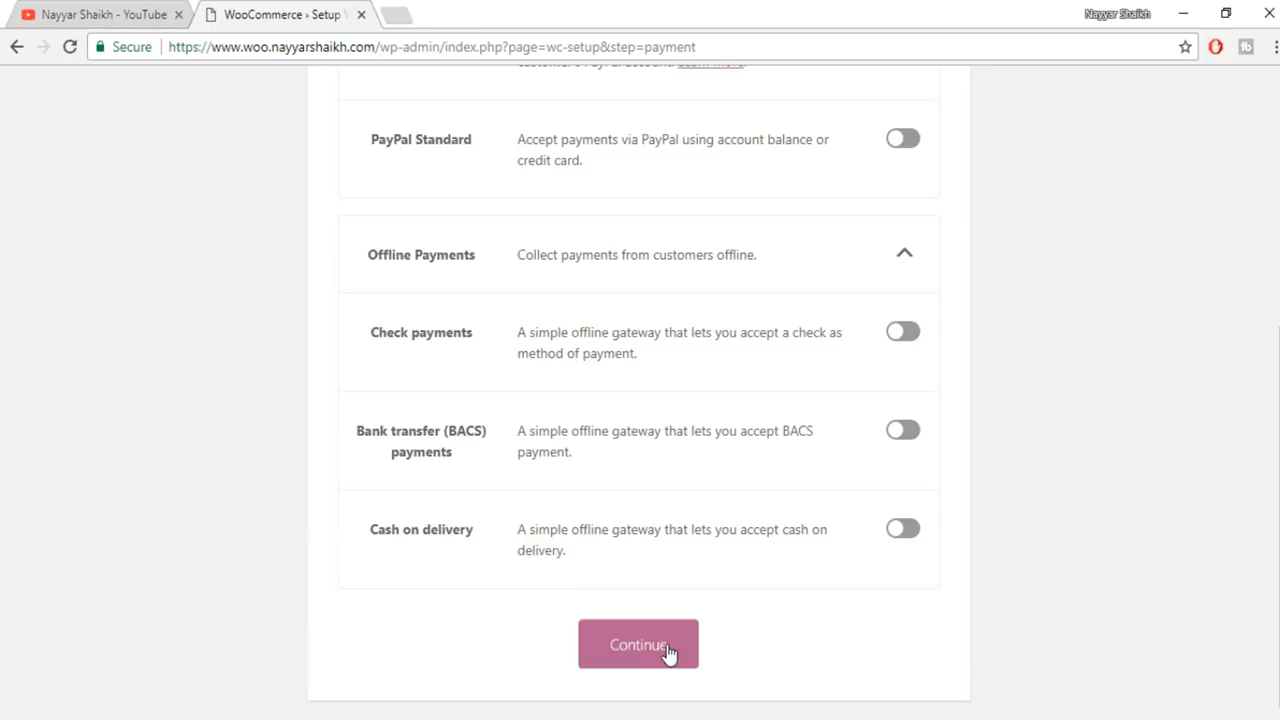 Nayyar Shaikh - YouTube
WooCommerce › Setup
Nayyar Shaikh
Secure
https://www.woo.nayyarshaikh.com/wp-admin/index.php?page=wc-setup&step=payment
PayPal Standard
Accept payments via PayPal using account balance or
credit card.
Offline Payments
Collect payments from customers offline.
Check payments
A simple offline gateway that lets you accept a check as
method of payment.
Bank transfer (BACS)
payments
A simple offline gateway that lets you accept BACS
payment.
Cash on delivery
A simple offline gateway that lets you accept cash on
delivery.
Continue